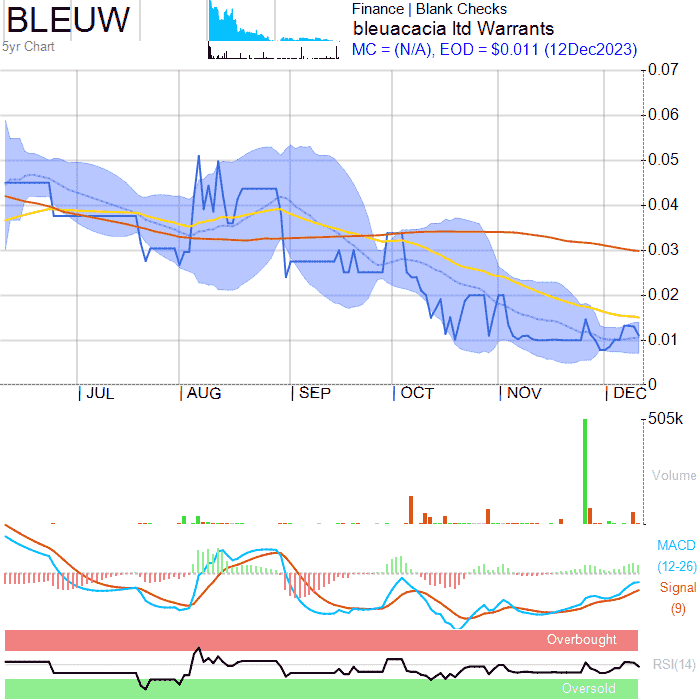 BLEUW
5yr Chart
Finance | Blank Checks
bleuacacia ltd Warrants
MC = (N/A), EOD = $0.011 (12Dec2023)
0.07
0.06
0.05
0.04
0.03
0.02
0.01
0
| JUL | AUG | SEP | OCT | NOV | DEC
505k
Volume
MACD
(12-26)
Signal
(9)
Overbought
RSI(14)
Oversold